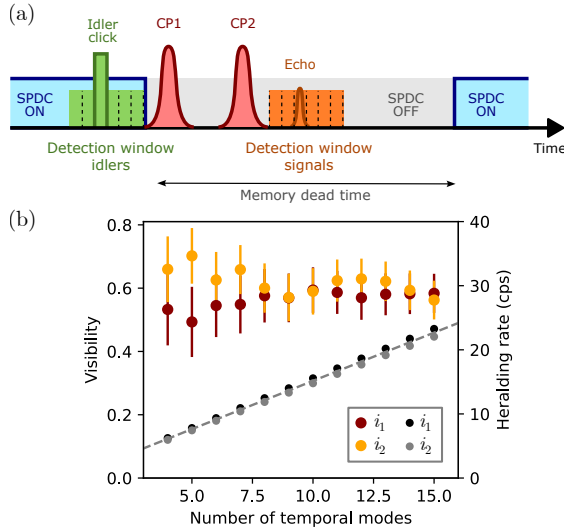 (a)
Idler
click
CP1
CP2
Echo
SPDC
ON
SPDC
OFF
SPDC
ON
Time
Detection window
idlers
Detection window
signals
Memory dead time
(b)
Visibility
0.8
0.6
0.4
0.2
0.0
5.0
7.5
10.0
12.5
15.0
Number of temporal modes
40
30
20
10
0
Heralding rate (cps)
i₁ i₁
i₂ i₂